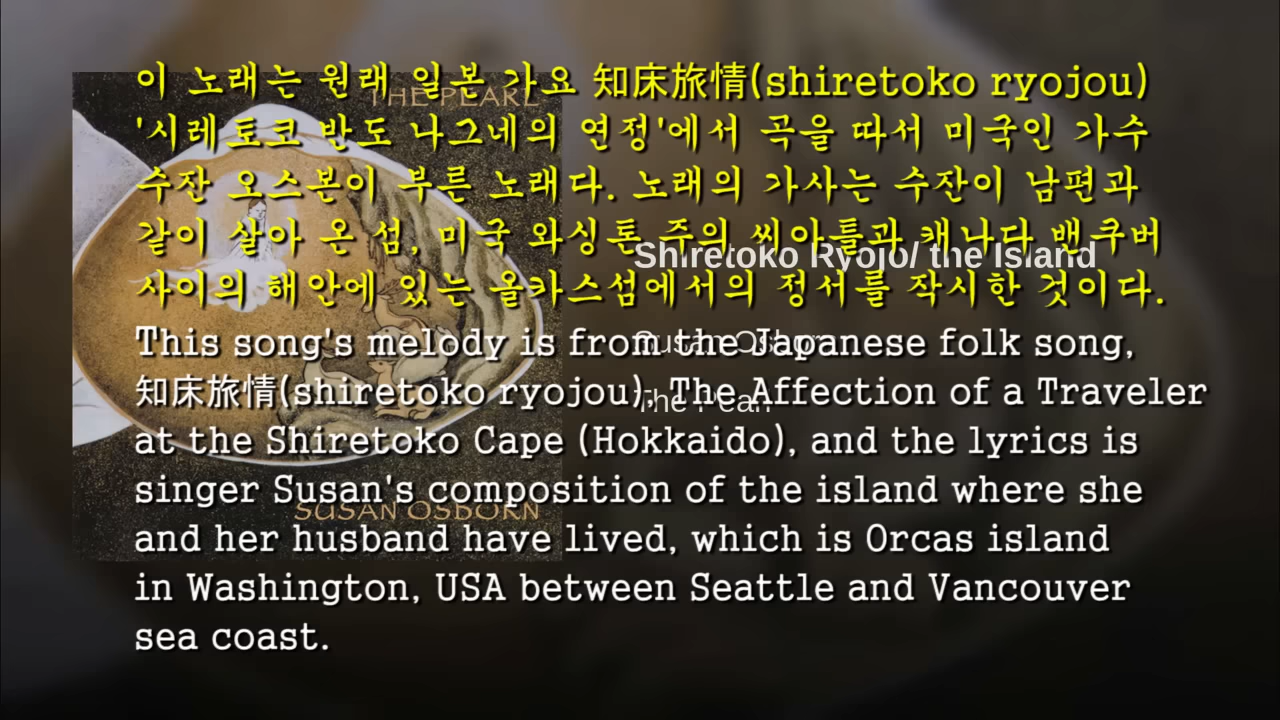 이 노래는 원래 일본 가요 知床旅情(shiretoko ryojou)
'시레토코 반도 나그네의 연정'에서 곡을 따서 미국인 가수
수잔 오스본이 부른 노래다. 노래의 가사는 수잔이 남편과
같이 살아 온 섬, 미국 와싱톤 주의 씨아틀과 캐나다 밴쿠버
사이의 해안에 있는 올카스섬에서의 정서를 작시한 것이다.
This song's melody is from the Japanese folk song,
知床旅情(shiretoko ryojou), The Affection of a Traveler
at the Shiretoko Cape (Hokkaido), and the lyrics is
singer Susan's composition of the island where she
and her husband have lived, which is Orcas island
in Washington, USA between Seattle and Vancouver
sea coast.
THE PEARL
SUSAN OSBORN
Shiretoko Ryojo/ the Island
Susan Osborn
The Pearl